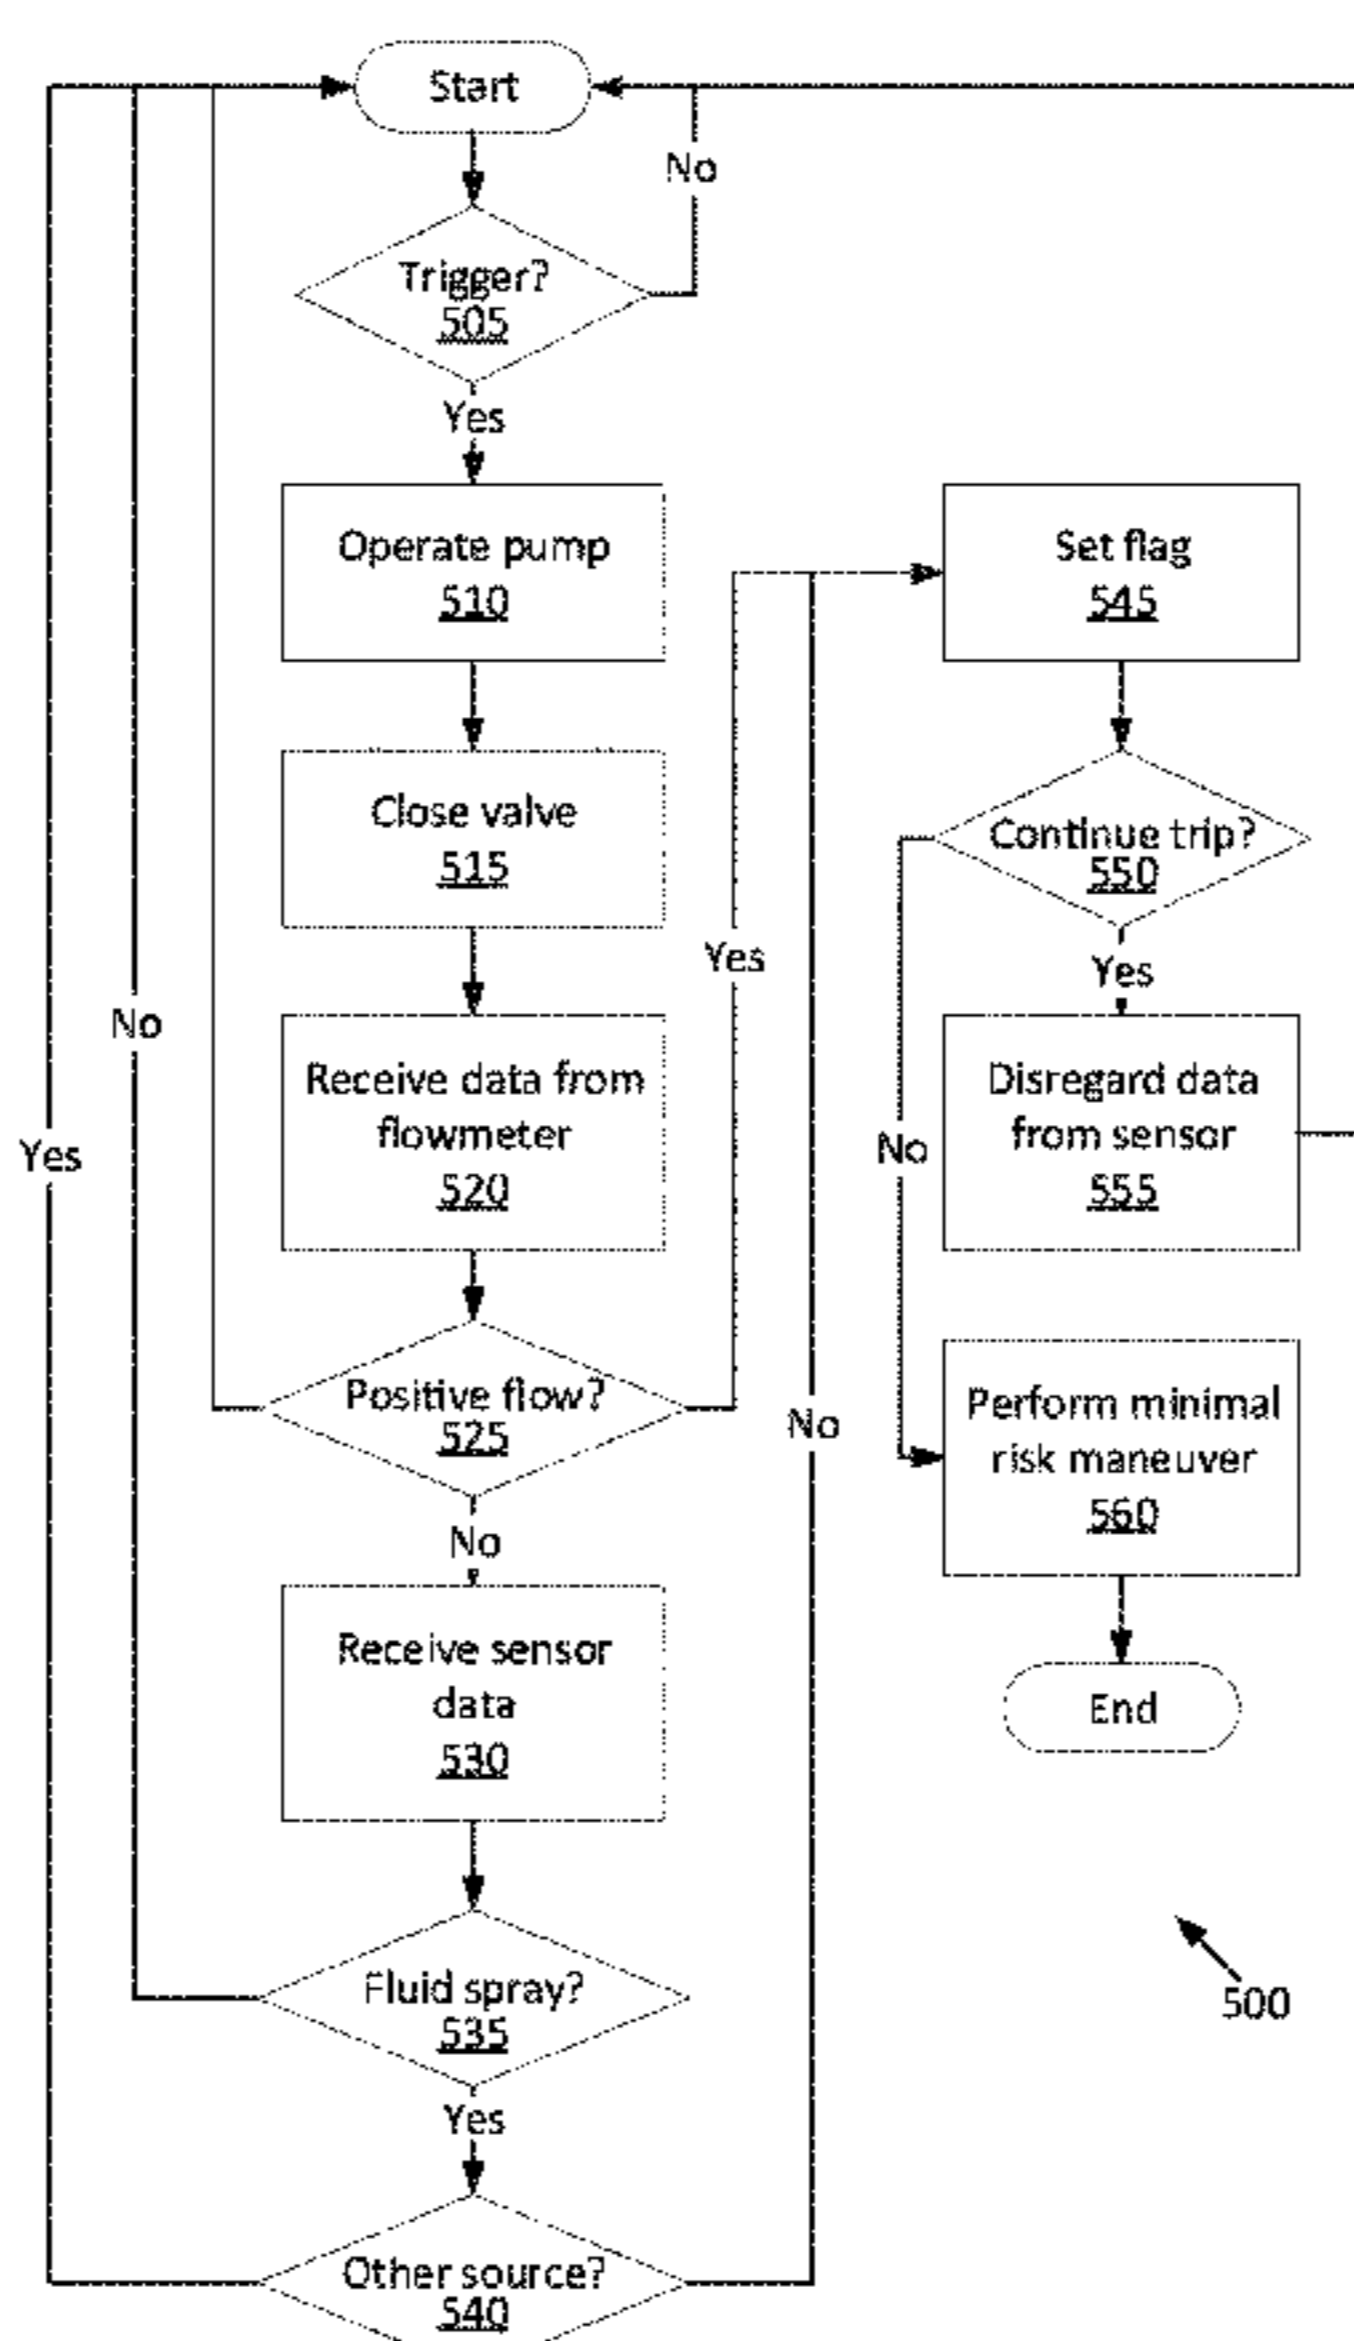 Start
No
Trigger?
505
Yes
Operate pump
510
Close valve
515
Receive data from
flowmeter
520
Positive flow?
525
No
Receive sensor
data
530
Fluid spray?
535
Yes
Other source?
540
No
Yes
Yes
No
Set flag
545
Continue trip?
550
Yes
No
Disregard data
from sensor
555
Perform minimal
risk maneuver
560
End
500